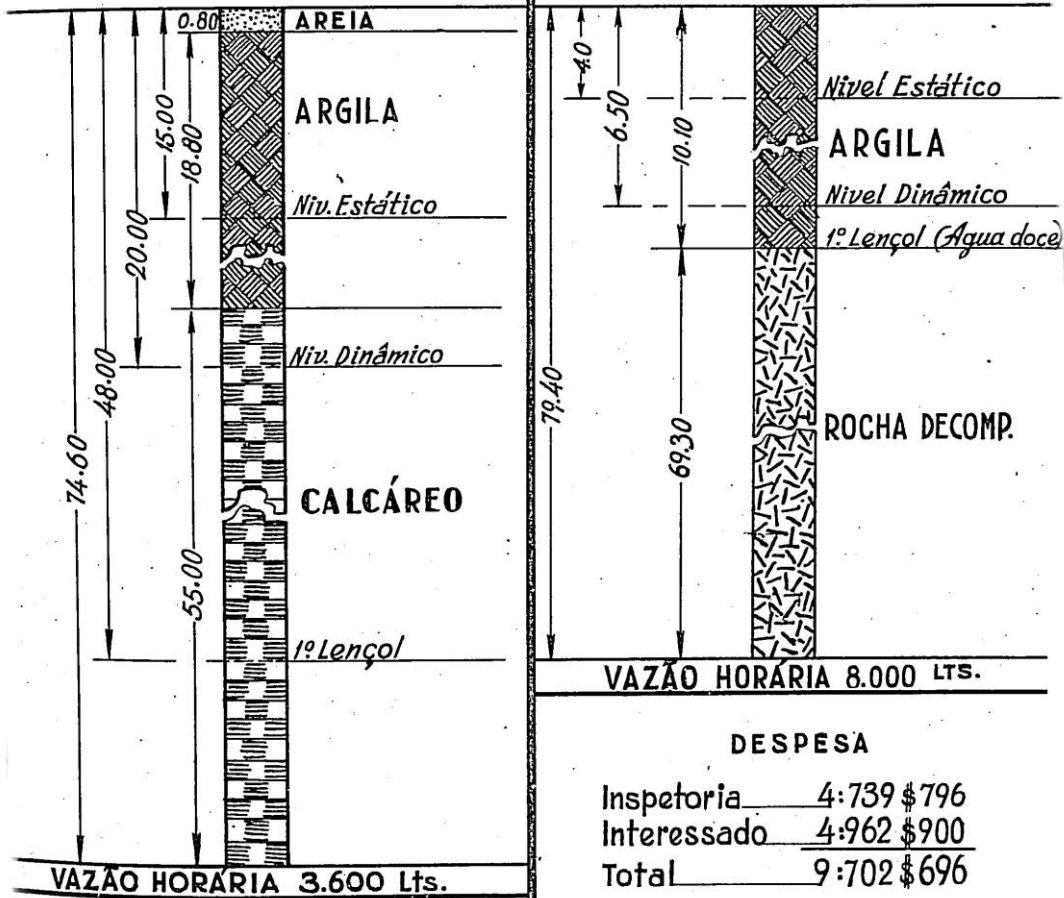 0.80 AREIA
ARGILA
15.00
18.80
Niv. Estático
20.00
Niv. Dinâmico
48.00
74.60
CALCÁREO
55.00
1º Lençol
VAZÃO HORÁRIA 3.600 Lts.
4.0
Nivel Estático
6.50
10.10
ARGILA
Nivel Dinâmico
1º Lençol (Água doce)
79.40
69.30
ROCHA DECOMP.
VAZÃO HORÁRIA 8.000 LTS.
DESPESA
Inspetoria 4:739$796
Interessado 4:962$900
Total 9:702$696